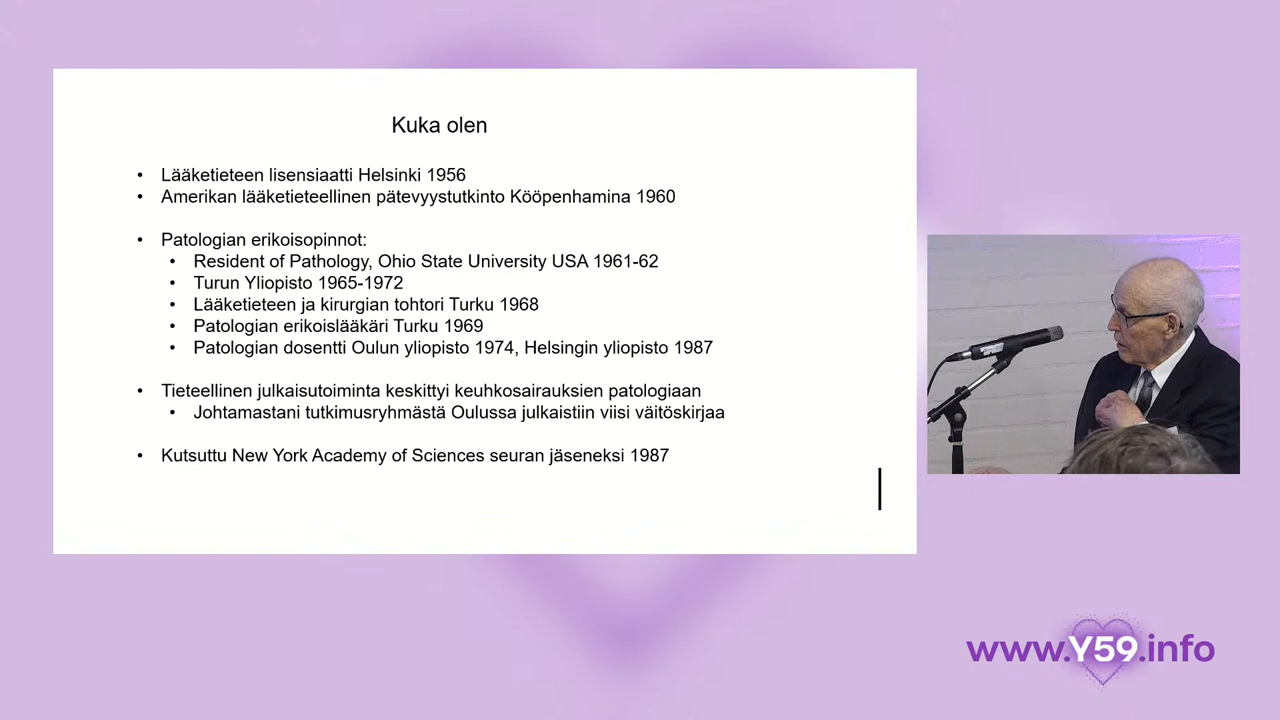 Kuka olen
• Lääketieteen lisensiaatti Helsinki 1956
• Amerikan lääketieteellinen pätevyystutkinto Kööpenhamina 1960
• Patologian erikoisopinnot:
• Resident of Pathology, Ohio State University USA 1961-62
• Turun Yliopisto 1965-1972
• Lääketieteen ja kirurgian tohtori Turku 1968
• Patologian erikoislääkäri Turku 1969
• Patologian dosentti Oulun yliopisto 1974, Helsingin yliopisto 1987
• Tieteellinen julkaisutoiminta keskittyi keuhkosairauksien patologiaan
• Johtamastani tutkimusryhmästä Oulussa julkaistiin viisi väitöskirjaa
• Kutsuttu New York Academy of Sciences seuran jäseneksi 1987
www.Y59.info